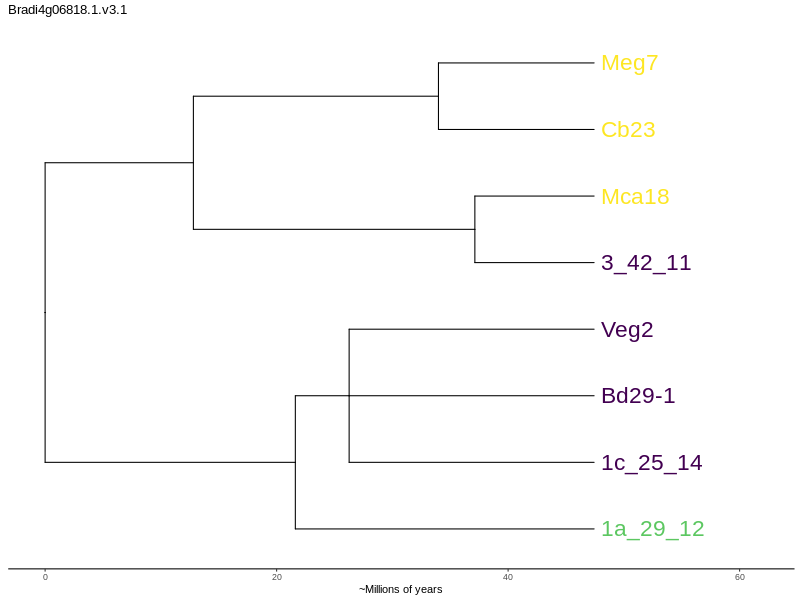 Bradi4g06818.1.v3.1
Meg7
Cb23
Mca18
3_42_11
Veg2
Bd29-1
1c_25_14
1a_29_12
0 20 40 60
~Millions of years